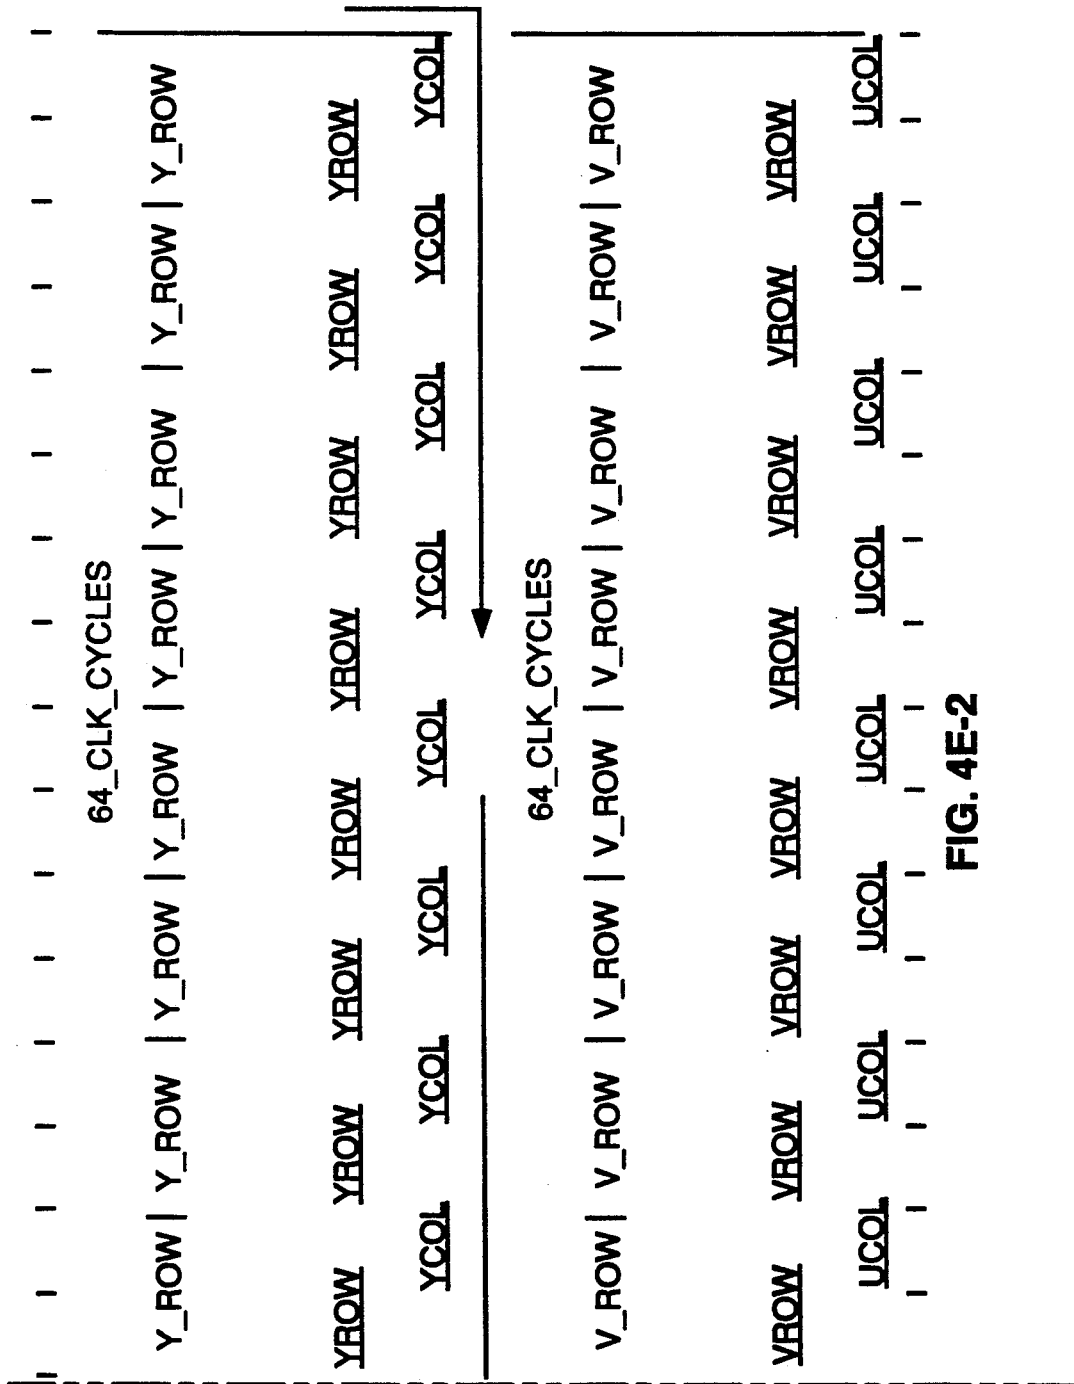 64_CLK_CYCLES
Y_ROW | Y_ROW | Y_ROW | Y_ROW | Y_ROW | Y_ROW | Y_ROW | Y_ROW
YROW YROW YROW YROW YROW YROW YROW YROW
YCOL YCOL YCOL YCOL YCOL YCOL YCOL YCOL
64_CLK_CYCLES
V_ROW | V_ROW | V_ROW | V_ROW | V_ROW | V_ROW | V_ROW | V_ROW
VROW VROW VROW VROW VROW VROW VROW VROW
UCOL UCOL UCOL UCOL UCOL UCOL UCOL UCOL
FIG. 4E-2